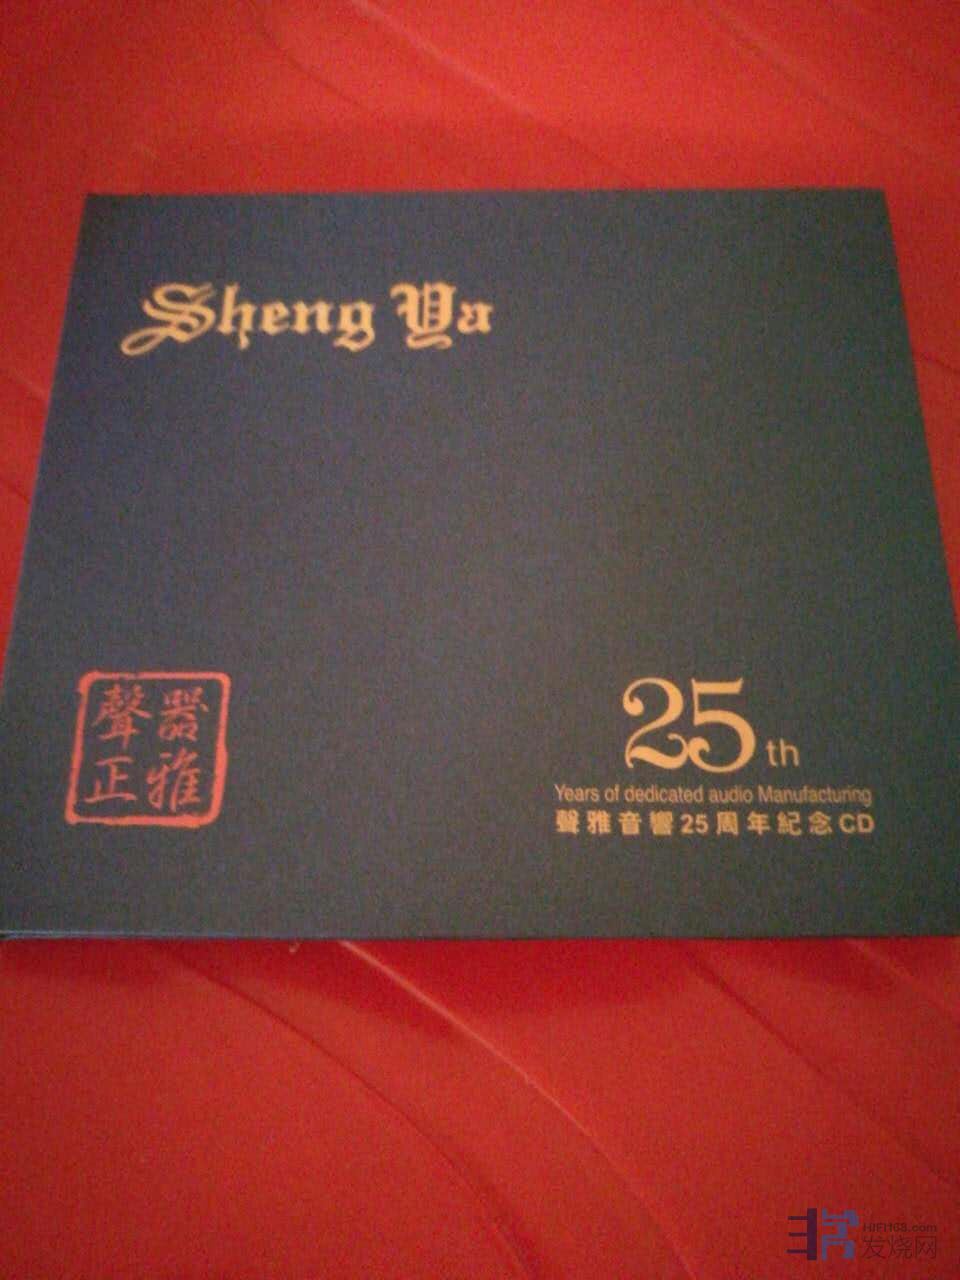 Sheng Ya
聲器
正雅
25th
Years of dedicated audio Manufacturing
聲雅音響25周年紀念CD
HIFI168.com
发烧网